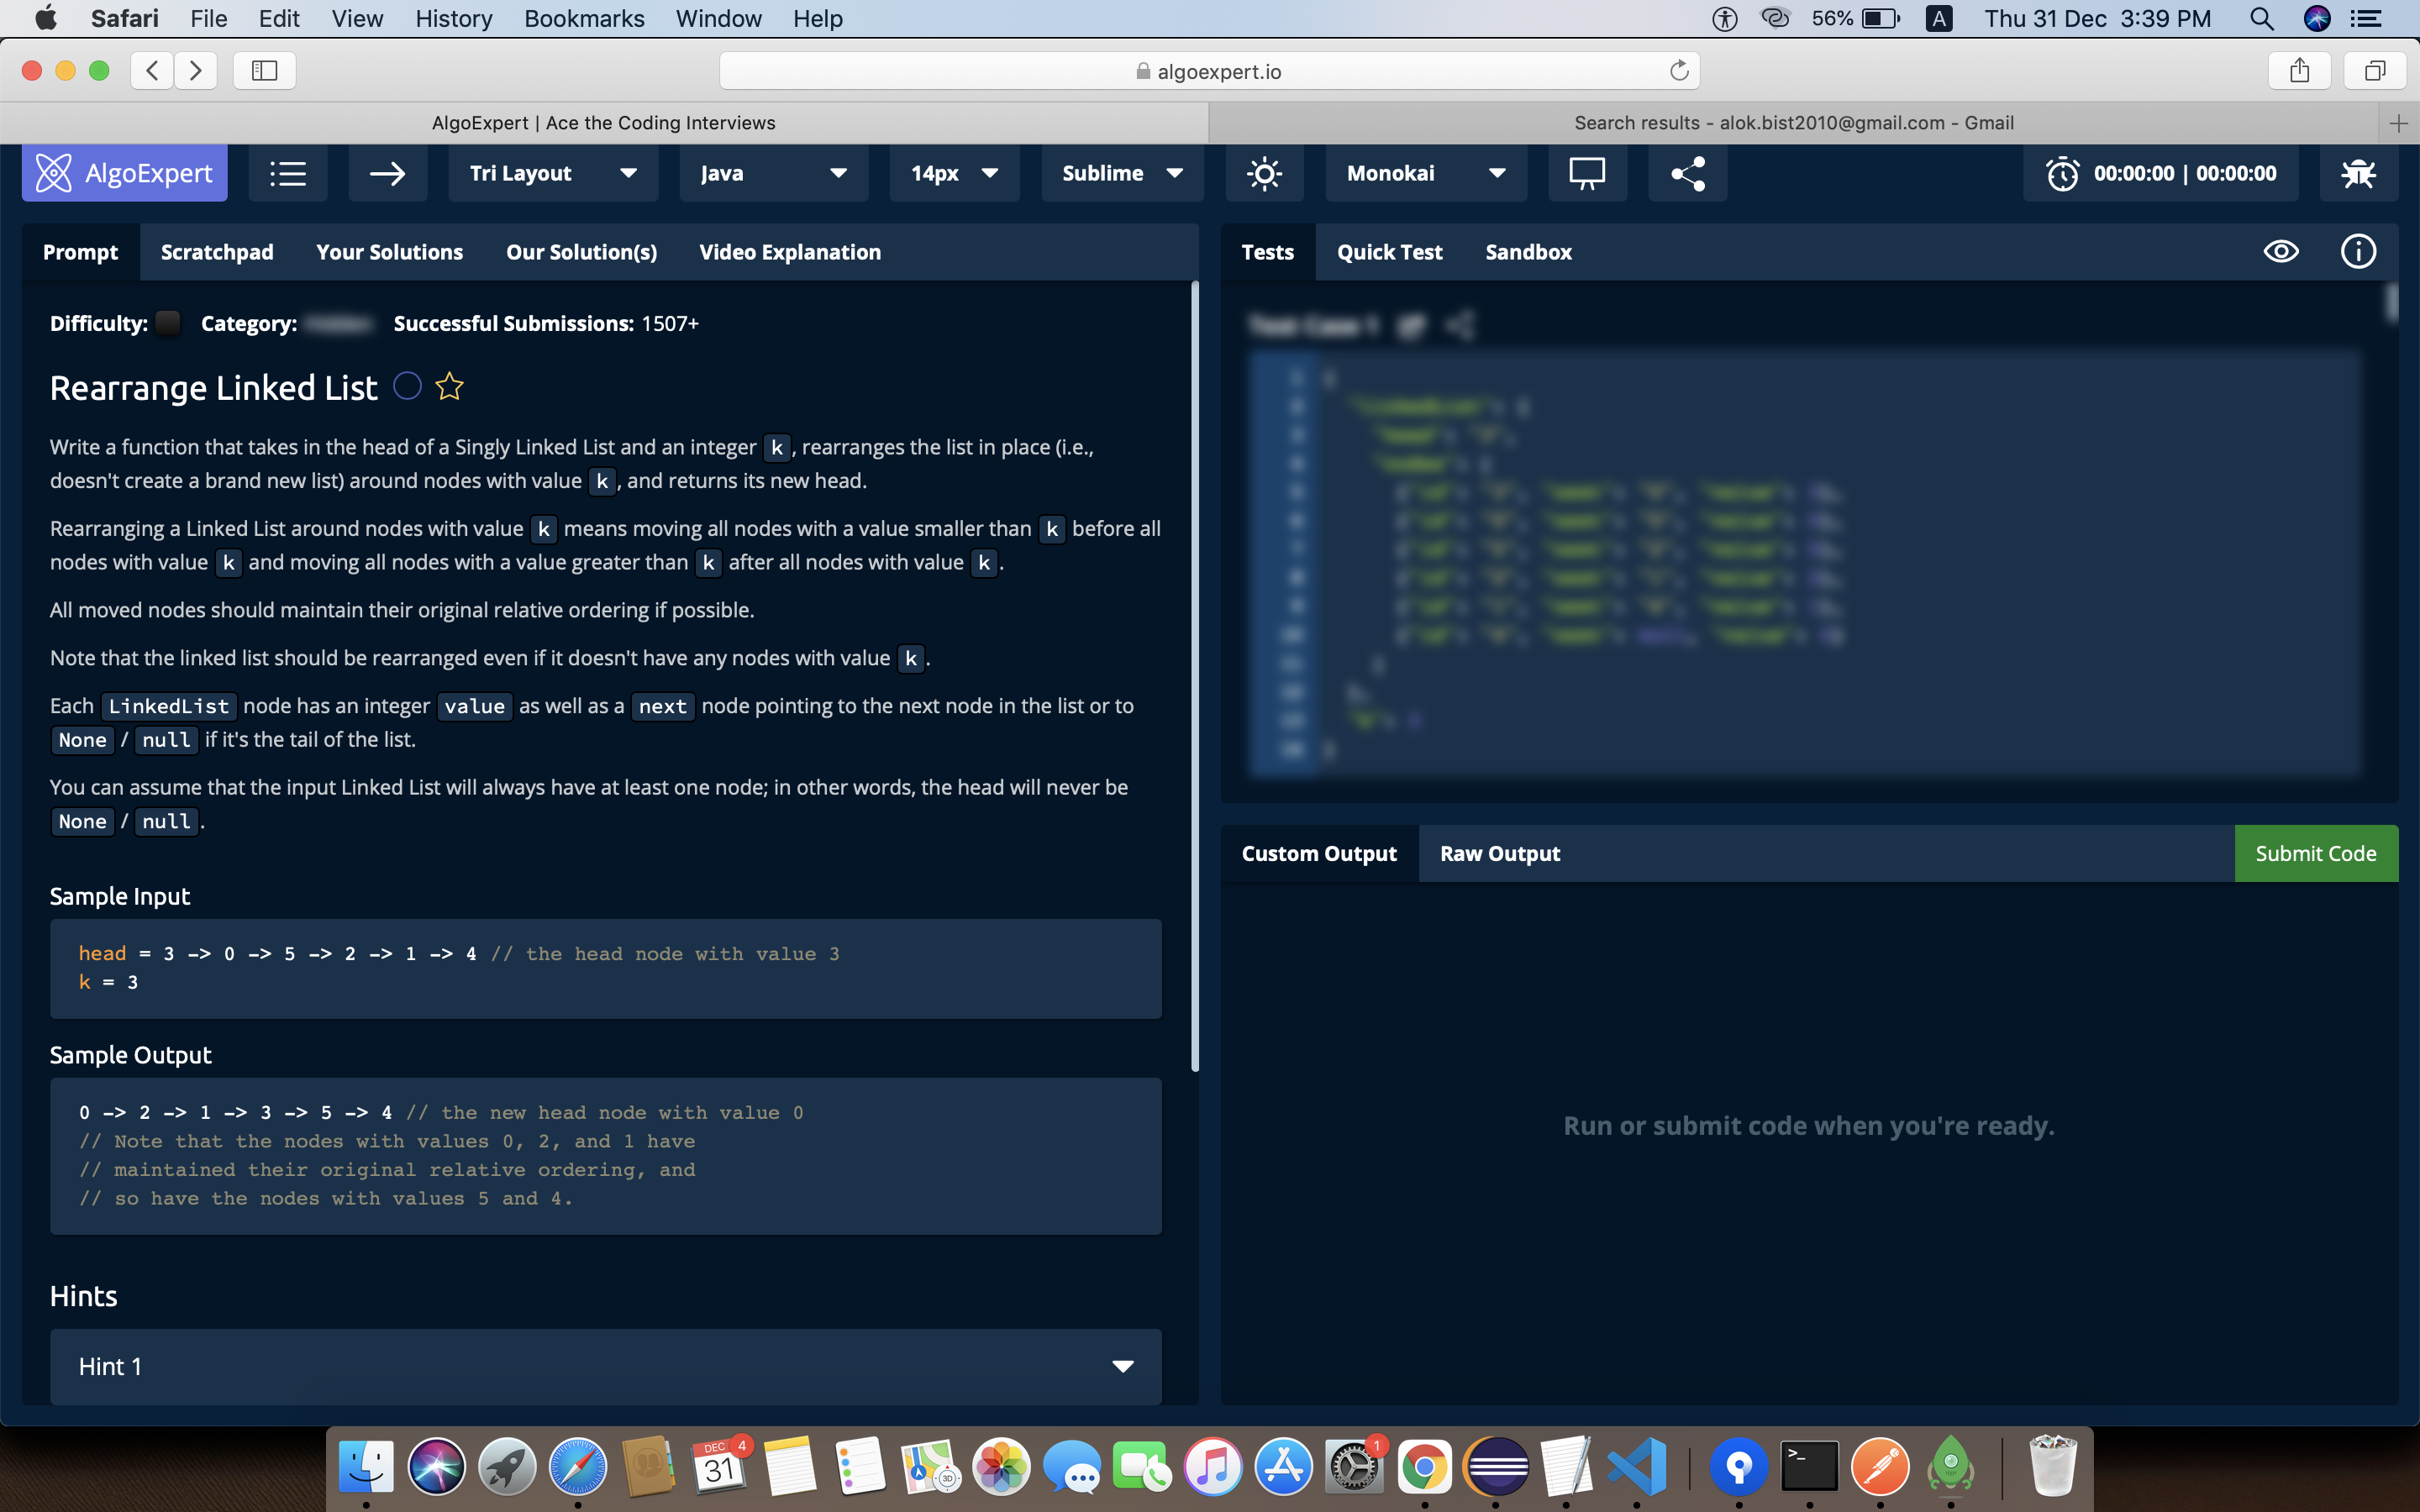 Safari File Edit View History Bookmarks Window Help 56% A Thu 31 Dec 3:39 PM
algoexpert.io
AlgoExpert | Ace the Coding Interviews Search results - alok.bist2010@gmail.com - Gmail
AlgoExpert Tri Layout Java 14px Sublime Monokai 00:00:00 | 00:00:00
Prompt Scratchpad Your Solutions Our Solution(s) Video Explanation
Tests Quick Test Sandbox
Difficulty: Category: Successful Submissions: 1507+
Rearrange Linked List
Write a function that takes in the head of a Singly Linked List and an integer k, rearranges the list in place (i.e.,
doesn't create a brand new list) around nodes with value k, and returns its new head.
Rearranging a Linked List around nodes with value k means moving all nodes with a value smaller than k before all
nodes with value k and moving all nodes with a value greater than k after all nodes with value k.
All moved nodes should maintain their original relative ordering if possible.
Note that the linked list should be rearranged even if it doesn't have any nodes with value k.
Each LinkedList node has an integer value as well as a next node pointing to the next node in the list or to
None / null if it's the tail of the list.
You can assume that the input Linked List will always have at least one node; in other words, the head will never be
None / null.
Sample Input
head = 3 -> 0 -> 5 -> 2 -> 1 -> 4 // the head node with value 3
k = 3
Sample Output
0 -> 2 -> 1 -> 3 -> 5 -> 4 // the new head node with value 0
// Note that the nodes with values 0, 2, and 1 have
// maintained their original relative ordering, and
// so have the nodes with values 5 and 4.
Hints
Hint 1
Custom Output Raw Output Submit Code
Run or submit code when you're ready.
DEC 4
31
3D
1
>_